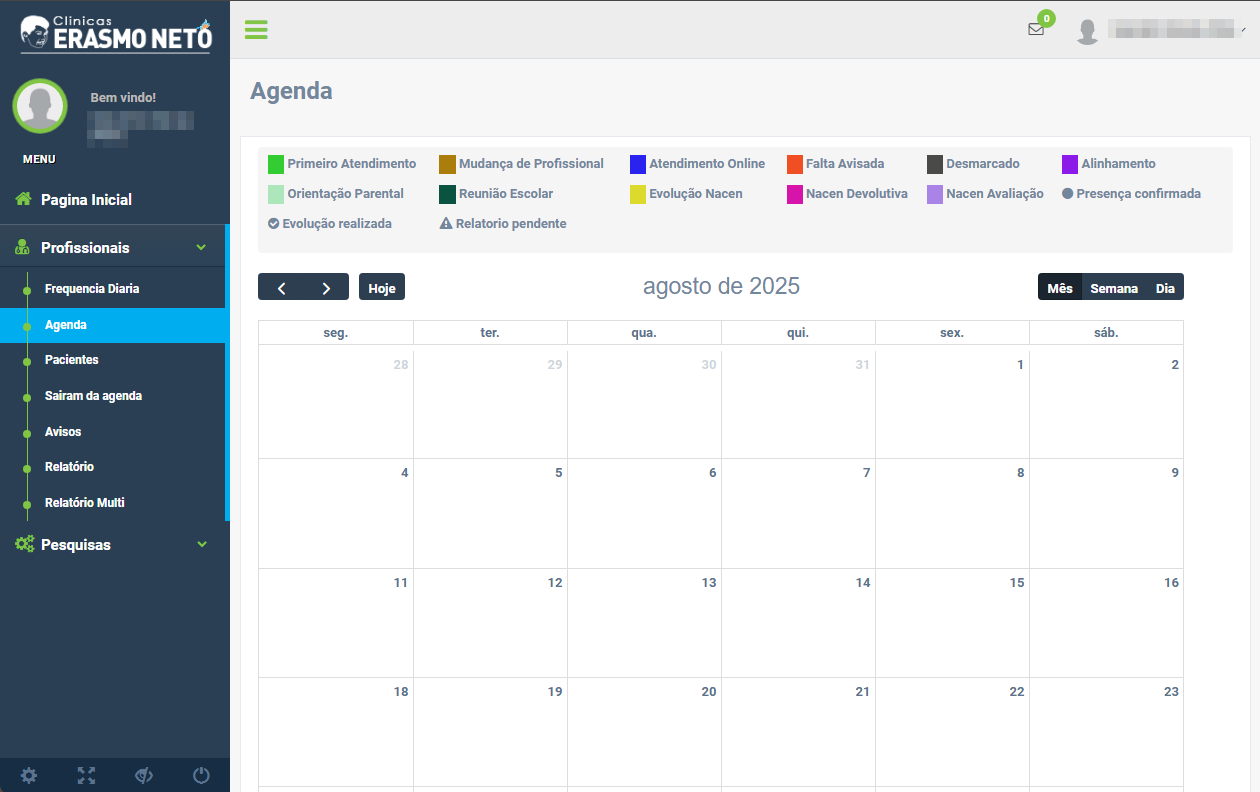 Clínicas
ERASMO NETO
0
Bem vindo!
MENU
Pagina Inicial
Profissionais
Frequencia Diaria
Agenda
Pacientes
Sairam da agenda
Avisos
Relatório
Relatório Multi
Pesquisas
Agenda
Primeiro Atendimento Mudança de Profissional Atendimento Online Falta Avisada Desmarcado Alinhamento
Orientação Parental Reunião Escolar Evolução Nacen Nacen Devolutiva Nacen Avaliação Presença confirmada
Evolução realizada Relatorio pendente
Hoje agosto de 2025 Mês Semana Dia
seg. ter. qua. qui. sex. sáb.
28 29 30 31 1 2
4 5 6 7 8 9
11 12 13 14 15 16
18 19 20 21 22 23